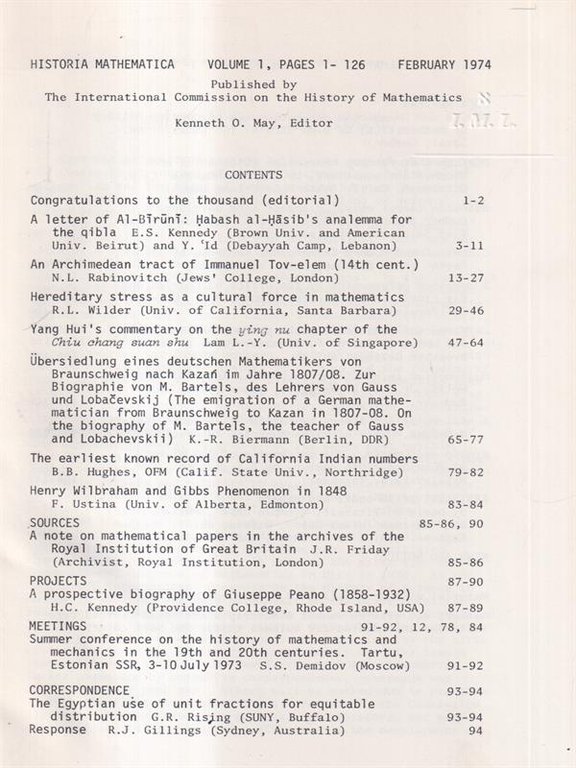 HISTORIA MATHEMATICA VOLUME 1, PAGES 1- 126 FEBRUARY 1974
Published by
The International Commission on the History of Mathematics
Kenneth O. May, Editor
CONTENTS
Congratulations to the thousand (editorial) 1-2
A letter of Al-Bīrūnī: Ḥabash al-Ḥāsib's analemma for
the qibla E.S. Kennedy (Brown Univ. and American
Univ. Beirut) and Y. ʿId (Debayyah Camp, Lebanon) 3-11
An Archimedean tract of Immanuel Tov-elem (14th cent.)
N.L. Rabinovitch (Jews' College, London) 13-27
Hereditary stress as a cultural force in mathematics
R.L. Wilder (Univ. of California, Santa Barbara) 29-46
Yang Hui's commentary on the ying nu chapter of the
Chiu chang suan shu Lam L.-Y. (Univ. of Singapore) 47-64
Übersiedlung eines deutschen Mathematikers von
Braunschweig nach Kazań im Jahre 1807/08. Zur
Biographie von M. Bartels, des Lehrers von Gauss
und Lobačevskij (The emigration of a German mathe-
matician from Braunschweig to Kazan in 1807-08. On
the biography of M. Bartels, the teacher of Gauss
and Lobachevskii) K.-R. Biermann (Berlin, DDR) 65-77
The earliest known record of California Indian numbers
B.B. Hughes, OFM (Calif. State Univ., Northridge) 79-82
Henry Wilbraham and Gibbs Phenomenon in 1848
F. Ustina (Univ. of Alberta, Edmonton) 83-84
SOURCES 85-86, 90
A note on mathematical papers in the archives of the
Royal Institution of Great Britain J.R. Friday
(Archivist, Royal Institution, London) 85-86
PROJECTS 87-90
A prospective biography of Giuseppe Peano (1858-1932)
H.C. Kennedy (Providence College, Rhode Island, USA) 87-89
MEETINGS 91-92, 12, 78, 84
Summer conference on the history of mathematics and
mechanics in the 19th and 20th centuries. Tartu,
Estonian SSR, 3-10 July 1973 S.S. Demidov (Moscow) 91-92
CORRESPONDENCE 93-94
The Egyptian use of unit fractions for equitable
distribution G.R. Rising (SUNY, Buffalo) 93-94
Response R.J. Gillings (Sydney, Australia) 94